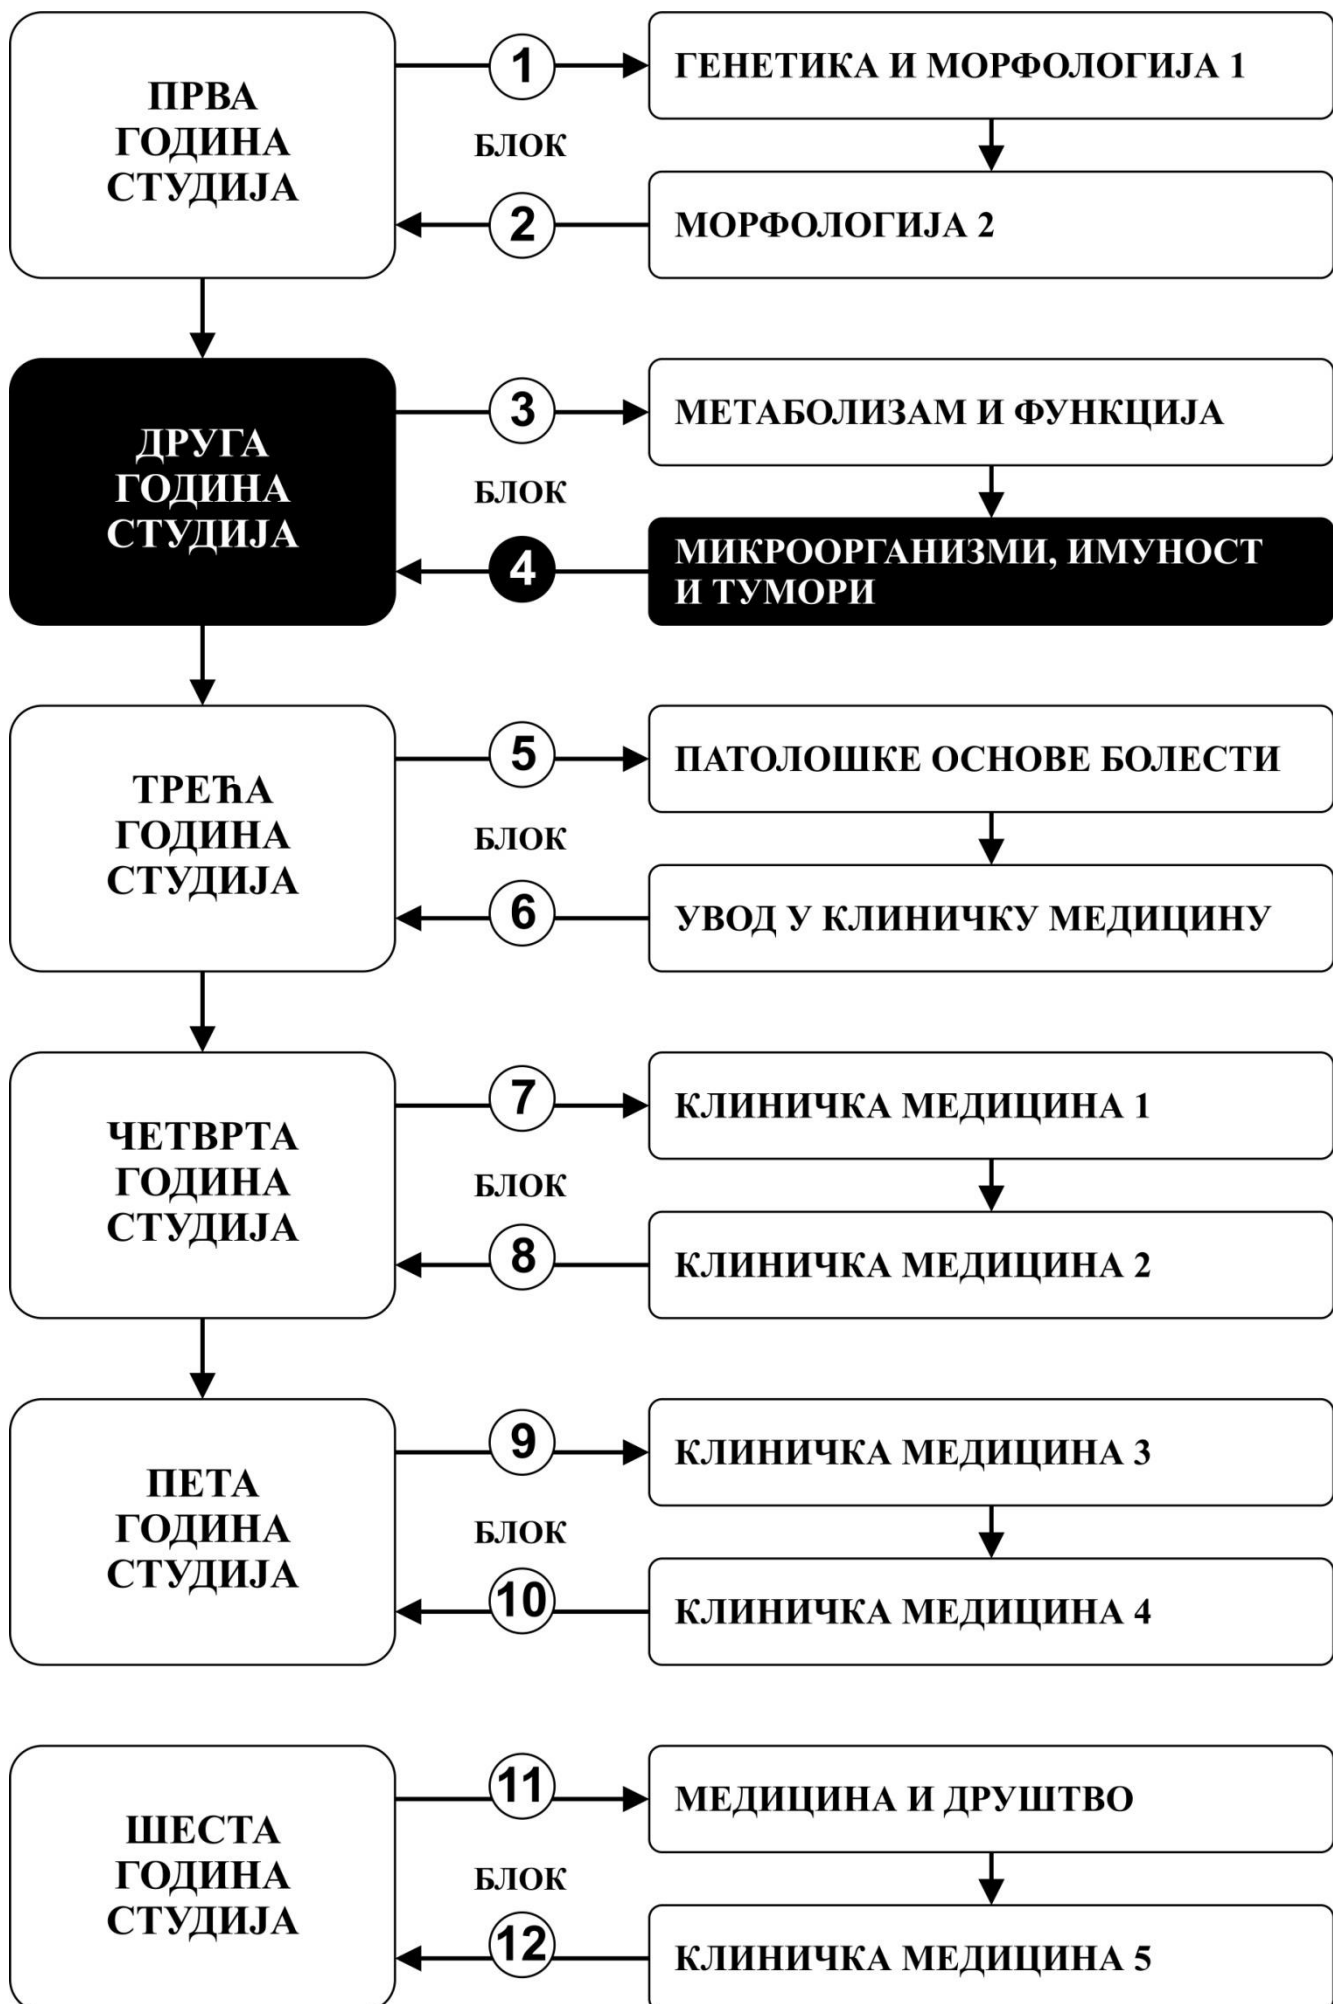 ПРВА
ГОДИНА
СТУДИЈА
1
ГЕНЕТИКА И МОРФОЛОГИЈА 1
БЛОК
2
МОРФОЛОГИЈА 2
ДРУГА
ГОДИНА
СТУДИЈА
3
МЕТАБОЛИЗАМ И ФУНКЦИЈА
БЛОК
4
МИКРООРГАНИЗМИ, ИМУНОСТ
И ТУМОРИ
ТРЕЋА
ГОДИНА
СТУДИЈА
5
ПАТОЛОШКЕ ОСНОВЕ БОЛЕСТИ
БЛОК
6
УВОД У КЛИНИЧКУ МЕДИЦИНУ
ЧЕТВРТА
ГОДИНА
СТУДИЈА
7
КЛИНИЧКА МЕДИЦИНА 1
БЛОК
8
КЛИНИЧКА МЕДИЦИНА 2
ПЕТА
ГОДИНА
СТУДИЈА
9
КЛИНИЧКА МЕДИЦИНА 3
БЛОК
10
КЛИНИЧКА МЕДИЦИНА 4
ШЕСТА
ГОДИНА
СТУДИЈА
11
МЕДИЦИНА И ДРУШТВО
БЛОК
12
КЛИНИЧКА МЕДИЦИНА 5